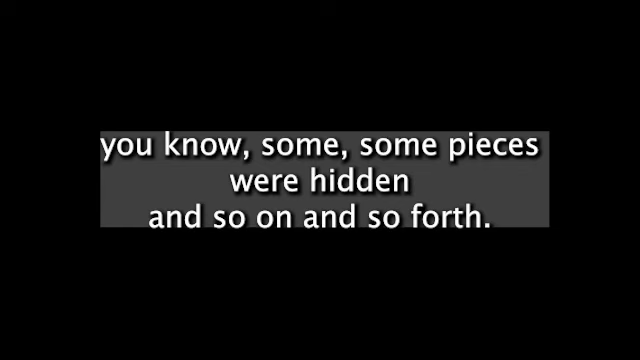 you know, some, some pieces
were hidden
and so on and so forth.